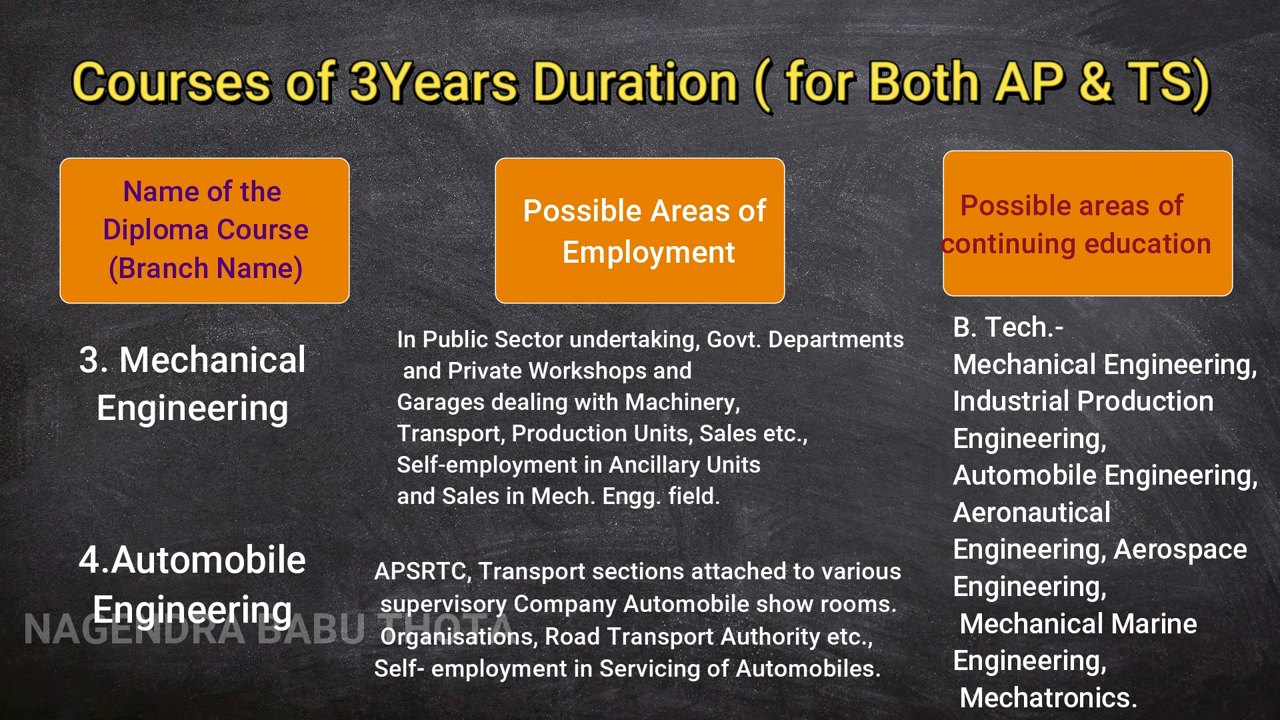 Courses of 3Years Duration ( for Both AP & TS)
Name of the
Diploma Course
(Branch Name)
Possible Areas of
Employment
Possible areas of
continuing education
3. Mechanical
Engineering
In Public Sector undertaking, Govt. Departments
and Private Workshops and
Garages dealing with Machinery,
Transport, Production Units, Sales etc.,
Self-employment in Ancillary Units
and Sales in Mech. Engg. field.
4.Automobile
Engineering
APSRTC, Transport sections attached to various
supervisory Company Automobile show rooms.
Organisations, Road Transport Authority etc.,
Self- employment in Servicing of Automobiles.
B. Tech.-
Mechanical Engineering,
Industrial Production
Engineering,
Automobile Engineering,
Aeronautical
Engineering, Aerospace
Engineering,
Mechanical Marine
Engineering,
Mechatronics.
NAGENDRA BABU THOTA